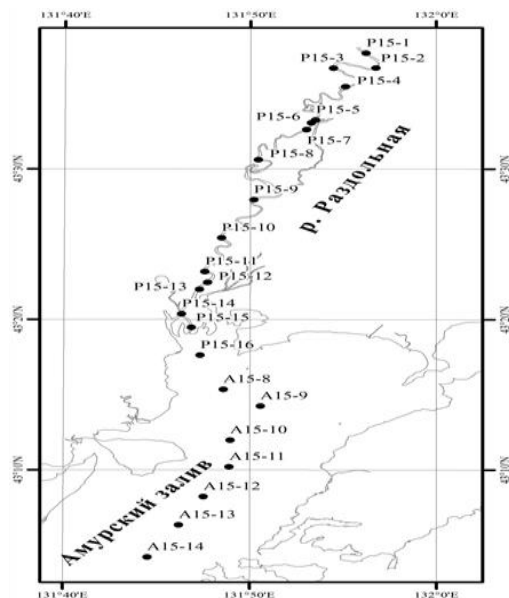 131°40'E
131°50'E
132°0'E
P15-1
P15-3
P15-2
P15-4
P15-5
P15-6
P15-7
P15-8
43°30'N
43°30'N
P15-9
р. Раздольная
P15-10
P15-11
P15-12
P15-13
P15-14
43°20'N
43°20'N
P15-15
P15-16
A15-8
A15-9
A15-10
A15-11
43°10'N
43°10'N
Амурский залив
A15-12
A15-13
A15-14
131°40'E
131°50'E
132°0'E